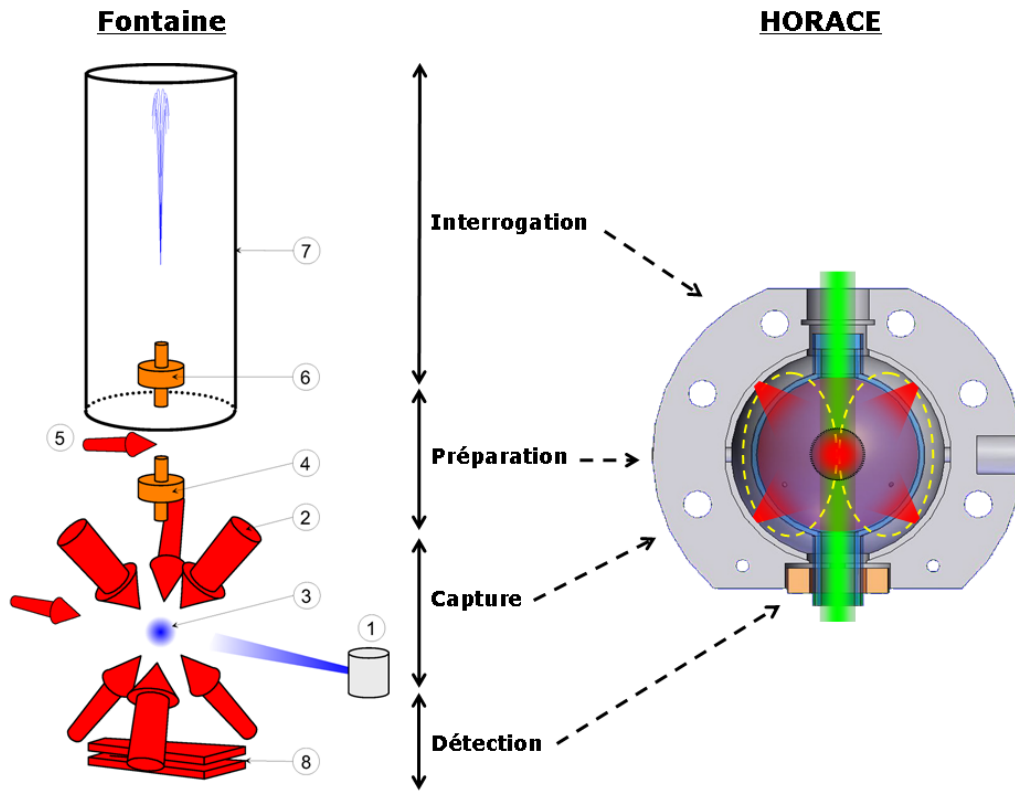 Fontaine
HORACE
Interrogation
7
6
5
Préparation
4
2
3
Capture
1
Détection
8